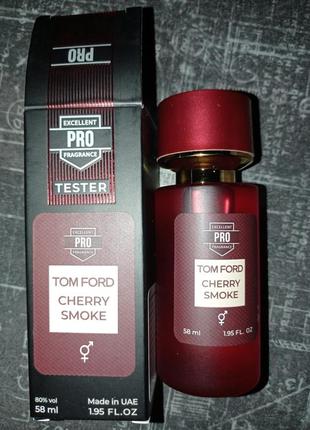 PRO
EXCELLENT
PRO
FRAGRANCE
TESTER
EXCELLENT
PRO
FRAGRANCE
TOM FORD
CHERRY
SMOKE
80% vol
58 ml
Made in UAE
1.95 FL.OZ
EXCELLENT
PRO
FRAGRANCE
TOM FORD
CHERRY
SMOKE
58 ml
1.95 FL. OZ